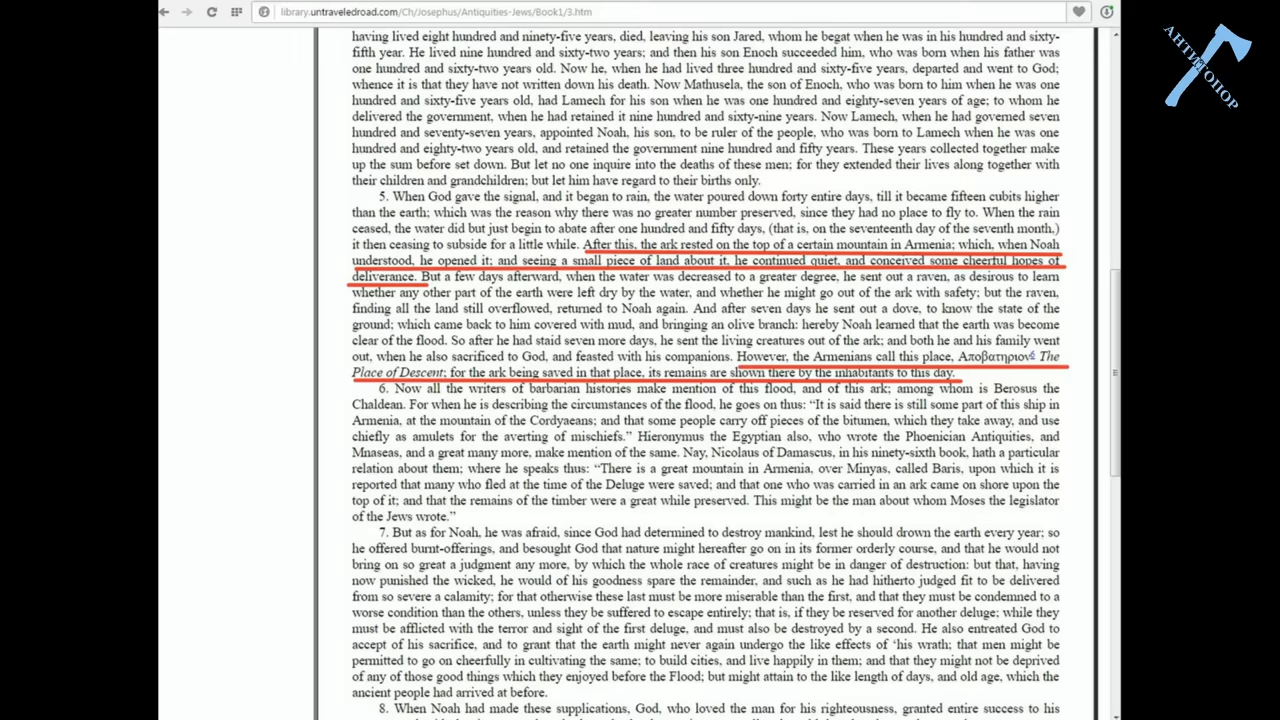 library.untraveledroad.com/Ch/Josephus/Antiquities-Jews/Book1/3.htm
АНТИТОПОР
having lived eight hundred and ninety-five years, died, leaving his son Jared, whom he begat when he was in his hundred and sixty-
fifth year. He lived nine hundred and sixty-two years; and then his son Enoch succeeded him, who was born when his father was
one hundred and sixty-two years old. Now he, when he had lived three hundred and sixty-five years, departed and went to God;
whence it is that they have not written down his death. Now Mathusela, the son of Enoch, who was born to him when he was one
hundred and sixty-five years old, had Lamech for his son when he was one hundred and eighty-seven years of age; to whom he
delivered the government, when he had retained it nine hundred and sixty-nine years. Now Lamech, when he had governed seven
hundred and seventy-seven years, appointed Noah, his son, to be ruler of the people, who was born to Lamech when he was one
hundred and eighty-two years old, and retained the government nine hundred and fifty years. These years collected together make
up the sum before set down. But let no one inquire into the deaths of these men; for they extended their lives along together with
their children and grandchildren; but let him have regard to their births only.
5. When God gave the signal, and it began to rain, the water poured down forty entire days, till it became fifteen cubits higher
than the earth; which was the reason why there was no greater number preserved, since they had no place to fly to. When the rain
ceased, the water did but just begin to abate after one hundred and fifty days, (that is, on the seventeenth day of the seventh month,)
it then ceasing to subside for a little while. After this, the ark rested on the top of a certain mountain in Armenia; which, when Noah
understood, he opened it; and seeing a small piece of land about it, he continued quiet, and conceived some cheerful hopes of
deliverance. But a few days afterward, when the water was decreased to a greater degree, he sent out a raven, as desirous to learn
whether any other part of the earth were left dry by the water, and whether he might go out of the ark with safety; but the raven,
finding all the land still overflowed, returned to Noah again. And after seven days he sent out a dove, to know the state of the
ground; which came back to him covered with mud, and bringing an olive branch: hereby Noah learned that the earth was become
clear of the flood. So after he had staid seven more days, he sent the living creatures out of the ark; and both he and his family went
out, when he also sacrificed to God, and feasted with his companions. However, the Armenians call this place, Αποβατηριον The
Place of Descent; for the ark being saved in that place, its remains are shown there by the inhabitants to this day.
6. Now all the writers of barbarian histories make mention of this flood, and of this ark; among whom is Berosus the
Chaldean. For when he is describing the circumstances of the flood, he goes on thus: “It is said there is still some part of this ship in
Armenia, at the mountain of the Cordyaeans; and that some people carry off pieces of the bitumen, which they take away, and use
chiefly as amulets for the averting of mischiefs.” Hieronymus the Egyptian also, who wrote the Phoenician Antiquities, and
Mnaseas, and a great many more, make mention of the same. Nay, Nicolaus of Damascus, in his ninety-sixth book, hath a particular
relation about them; where he speaks thus: “There is a great mountain in Armenia, over Minyas, called Baris, upon which it is
reported that many who fled at the time of the Deluge were saved; and that one who was carried in an ark came on shore upon the
top of it; and that the remains of the timber were a great while preserved. This might be the man about whom Moses the legislator
of the Jews wrote.”
7. But as for Noah, he was afraid, since God had determined to destroy mankind, lest he should drown the earth every year; so
he offered burnt-offerings, and besought God that nature might hereafter go on in its former orderly course, and that he would not
bring on so great a judgment any more, by which the whole race of creatures might be in danger of destruction: but that, having
now punished the wicked, he would of his goodness spare the remainder, and such as he had hitherto judged fit to be delivered
from so severe a calamity; for that otherwise these last must be more miserable than the first, and that they must be condemned to a
worse condition than the others, unless they be suffered to escape entirely; that is, if they be reserved for another deluge; while they
must be afflicted with the terror and sight of the first deluge, and must also be destroyed by a second. He also entreated God to
accept of his sacrifice, and to grant that the earth might never again undergo the like effects of ‘his wrath; that men might be
permitted to go on cheerfully in cultivating the same; to build cities, and live happily in them; and that they might not be deprived
of any of those good things which they enjoyed before the Flood; but might attain to the like length of days, and old age, which the
ancient people had arrived at before.
8. When Noah had made these supplications, God, who loved the man for his righteousness, granted entire success to his